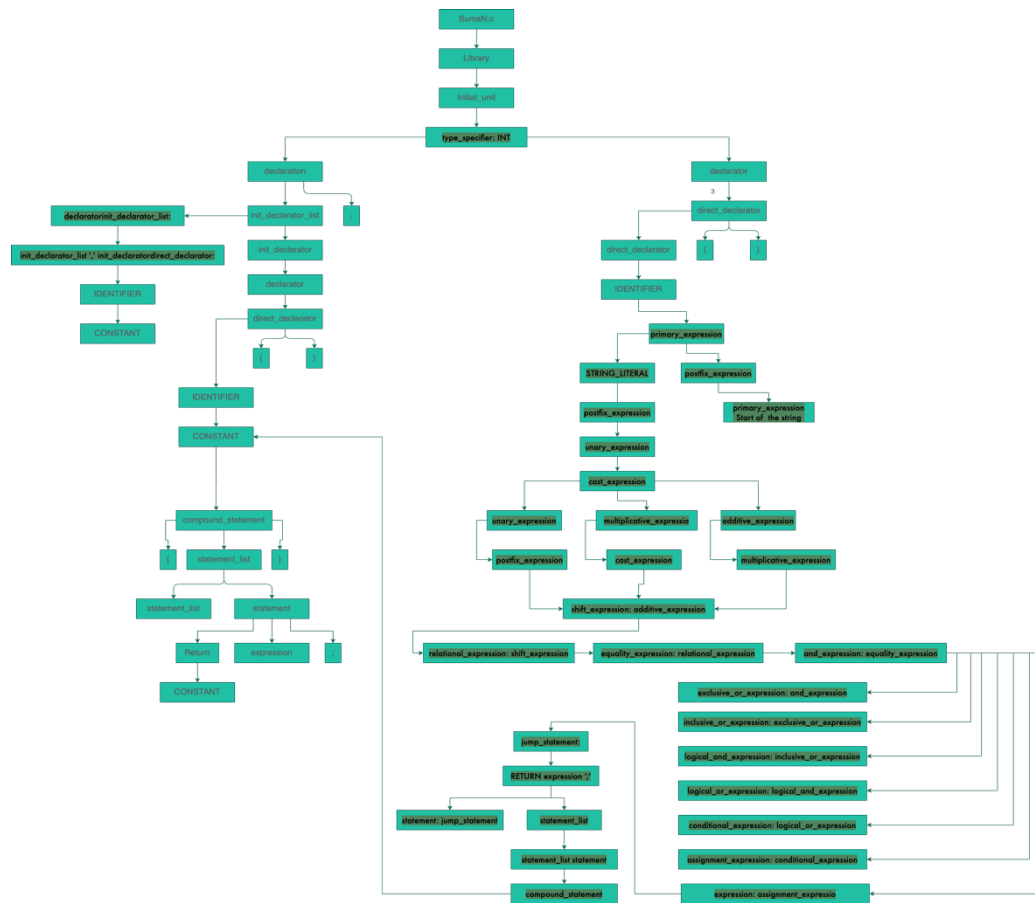 SumaN.c
Library
Initial_unit
type_specifier: INT
declaration
declarator
3
declaratorinit_declarator_list:
init_declarator_list
;
direct_declarator
init_declarator_list ',' init_declaratordirect_declarator:
init_declarator
direct_declarator
(
)
IDENTIFIER
declarator
IDENTIFIER
CONSTANT
direct_declarator
primary_expression
(
)
STRING_LITERAL
postfix_expression
IDENTIFIER
postfix_expression
primary_expression
Start of the string
CONSTANT
unary_expression
cast_expression
compound_statement
unary_expression
multiplicative_expressio
additive_expression
{
statement_list
}
postfix_expression
cast_expression
multiplicative_expression
statement_list
statement
shift_expression: additive_expression
Return
expression
;
relational_expression: shift_expression
equality_expression: relational_expression
and_expression: equality_expression
CONSTANT
exclusive_or_expression: and_expression
inclusive_or_expression: exclusive_or_expression
jump_statement:
logical_and_expression: inclusive_or_expression
RETURN expression ';'
logical_or_expression: logical_and_expression
statement: jump_statement
statement_list
conditional_expression: logical_or_expression
statement_list statement
assignment_expression: conditional_expression
compound_statement
expression: assignment_expressio